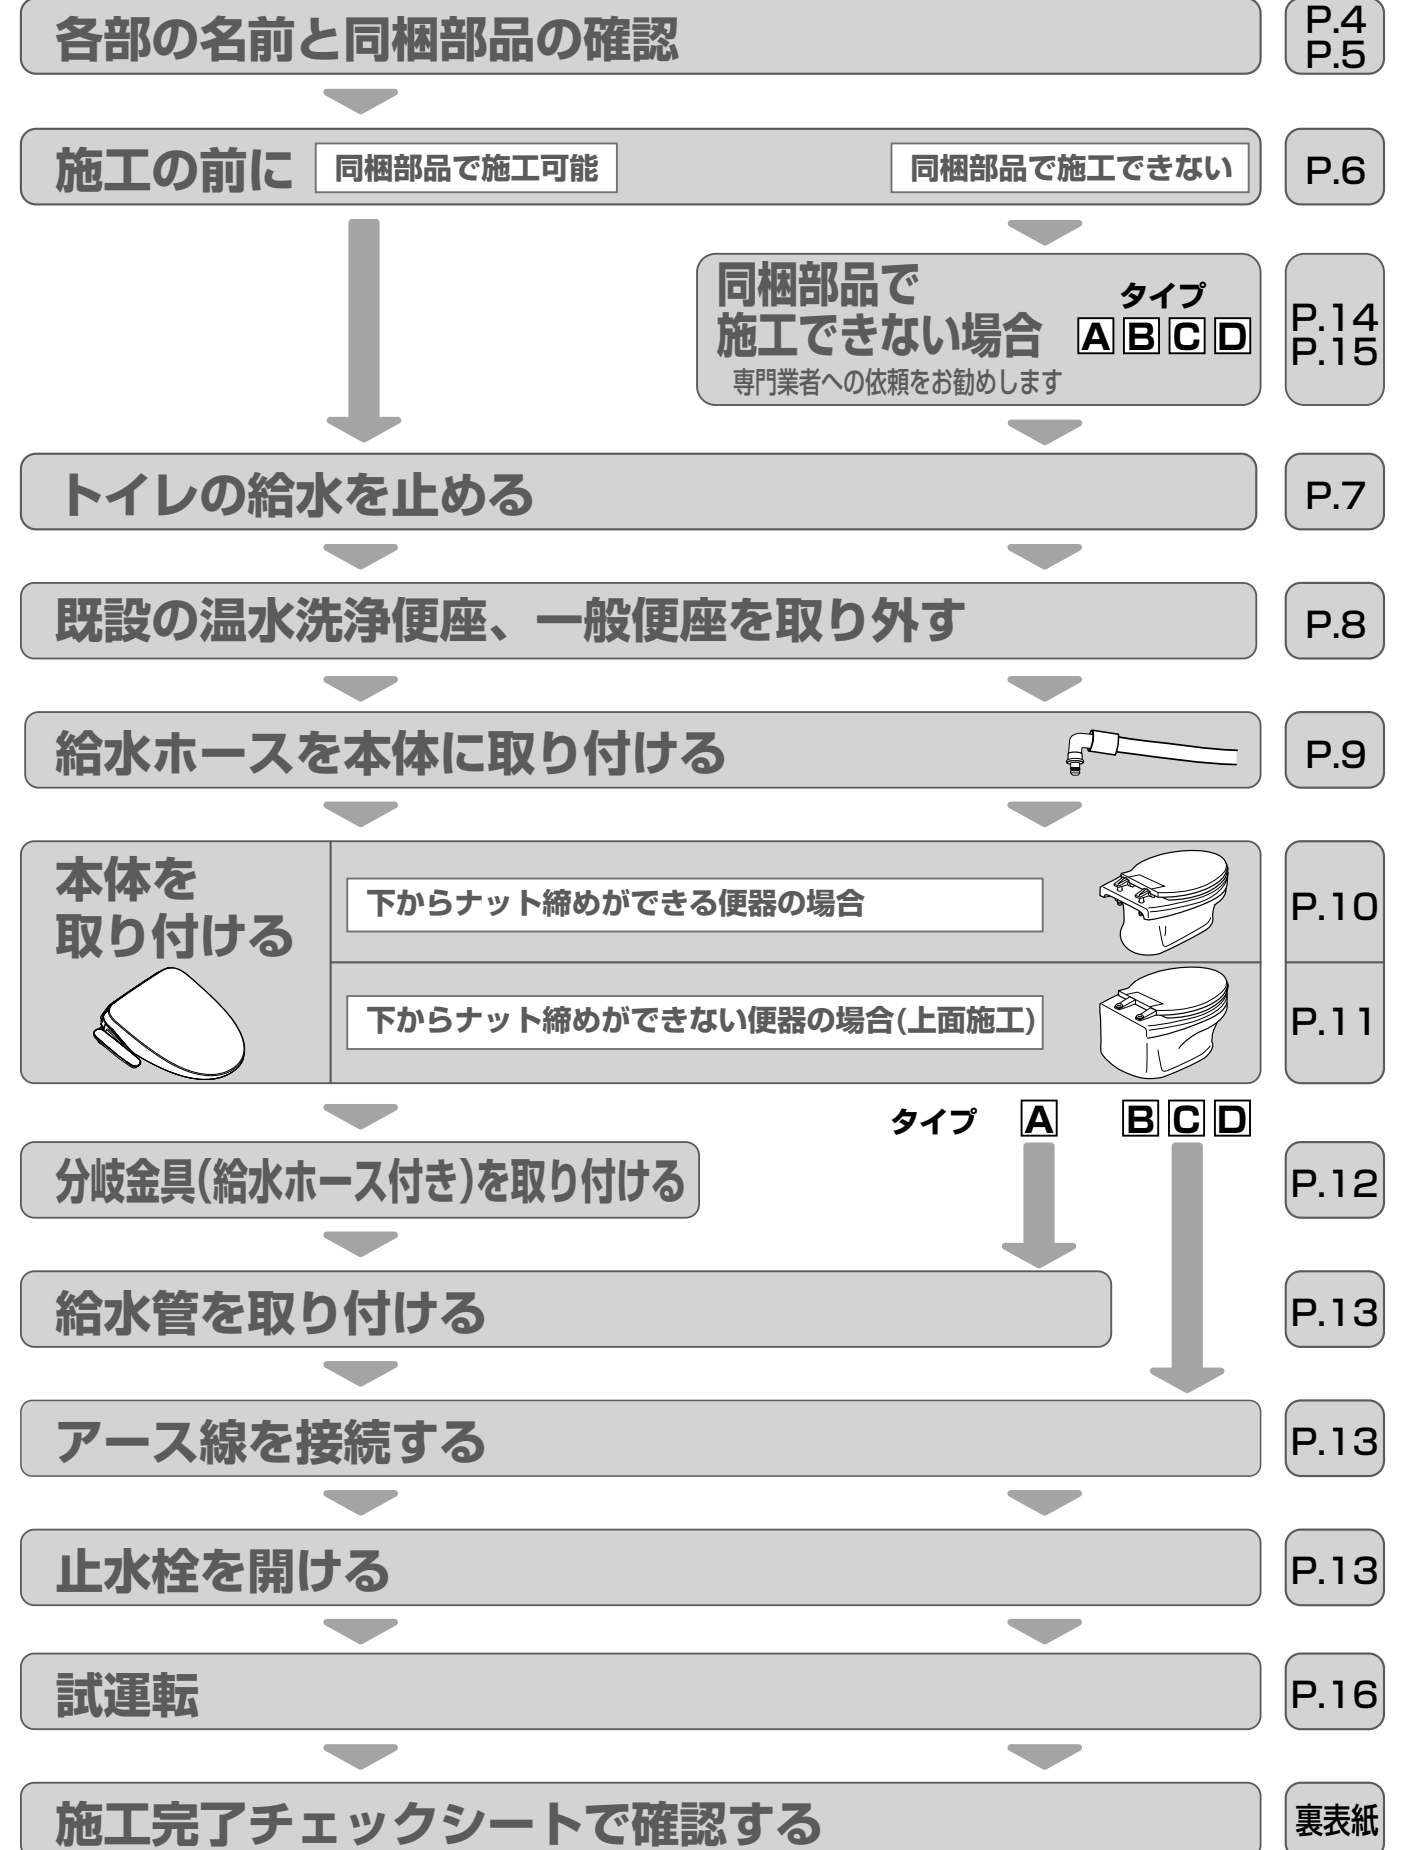 各部の名前と同梱部品の確認
P.4
P.5
施工の前に 同梱部品で施工可能 同梱部品で施工できない
P.6
同梱部品で
施工できない場合
専門業者への依頼をお勧めします
タイプ
A B C D
P.14
P.15
トイレの給水を止める
P.7
既設の温水洗浄便座、一般便座を取り外す
P.8
給水ホースを本体に取り付ける
P.9
本体を
取り付ける
下からナット締めができる便器の場合
P.10
下からナット締めができない便器の場合(上面施工)
P.11
タイプ A B C D
分岐金具(給水ホース付き)を取り付ける
P.12
給水管を取り付ける
P.13
アース線を接続する
P.13
止水栓を開ける
P.13
試運転
P.16
施工完了チェックシートで確認する
裏表紙